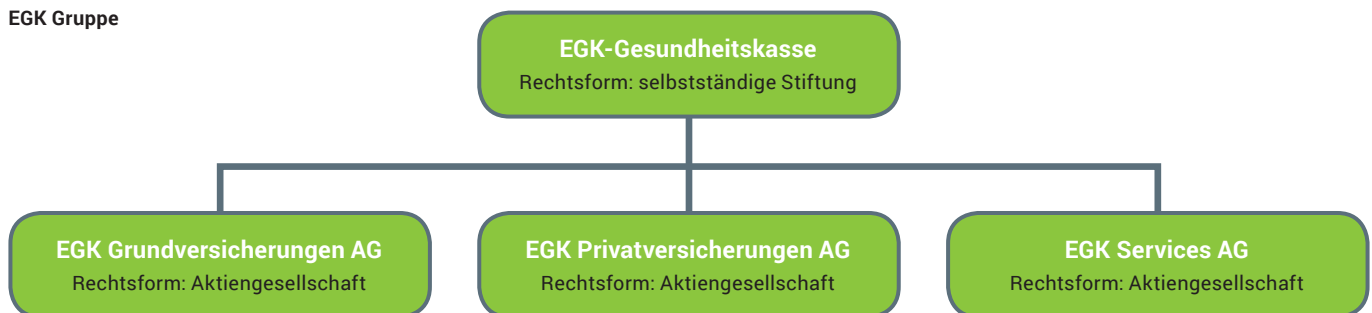 EGK Gruppe
EGK-Gesundheitskasse
Rechtsform: selbstständige Stiftung
EGK Grundversicherungen AG
Rechtsform: Aktiengesellschaft
EGK Privatversicherungen AG
Rechtsform: Aktiengesellschaft
EGK Services AG
Rechtsform: Aktiengesellschaft